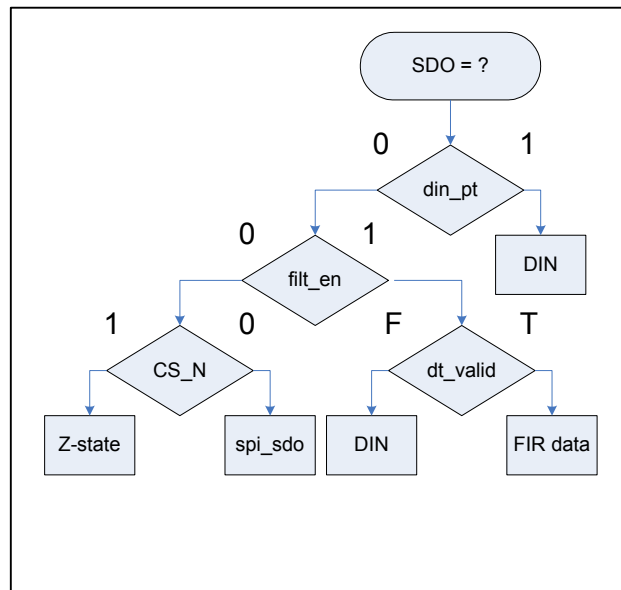 SDO = ?
0 1
din_pt
0 1
DIN
filt_en
1 0 F T
CS_N dt_valid
Z-state spi_sdo DIN FIR data